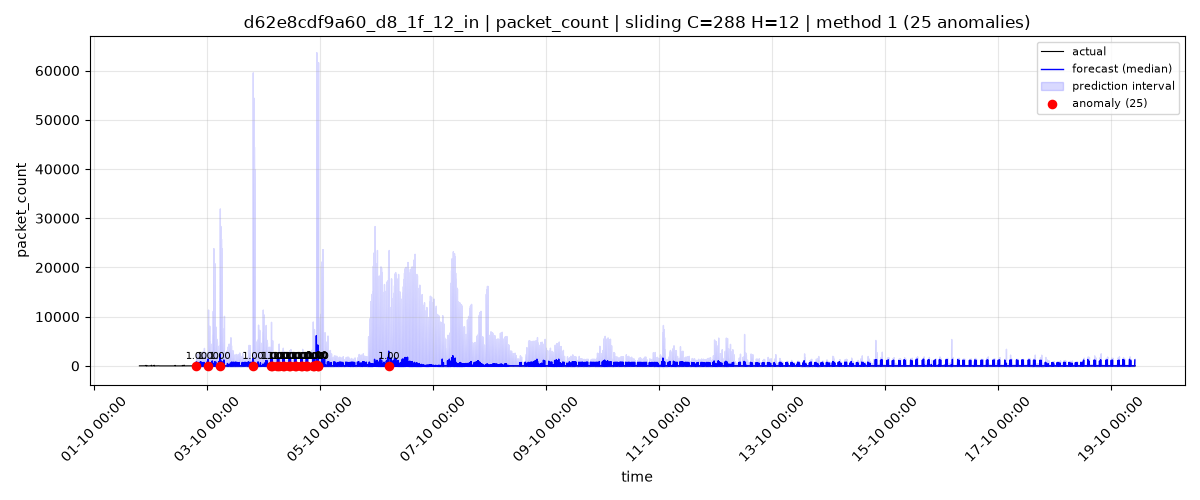 d62e8cdf9a60_d8_1f_12_in | packet_count | sliding C=288 H=12 | method 1 (25 anomalies)
actual
forecast (median)
prediction interval
anomaly (25)
packet_count
60000
50000
40000
30000
20000
10000
0
1.00
1.00
1.00
01-10 00:00
03-10 00:00
05-10 00:00
07-10 00:00
09-10 00:00
11-10 00:00
13-10 00:00
15-10 00:00
17-10 00:00
19-10 00:00
time